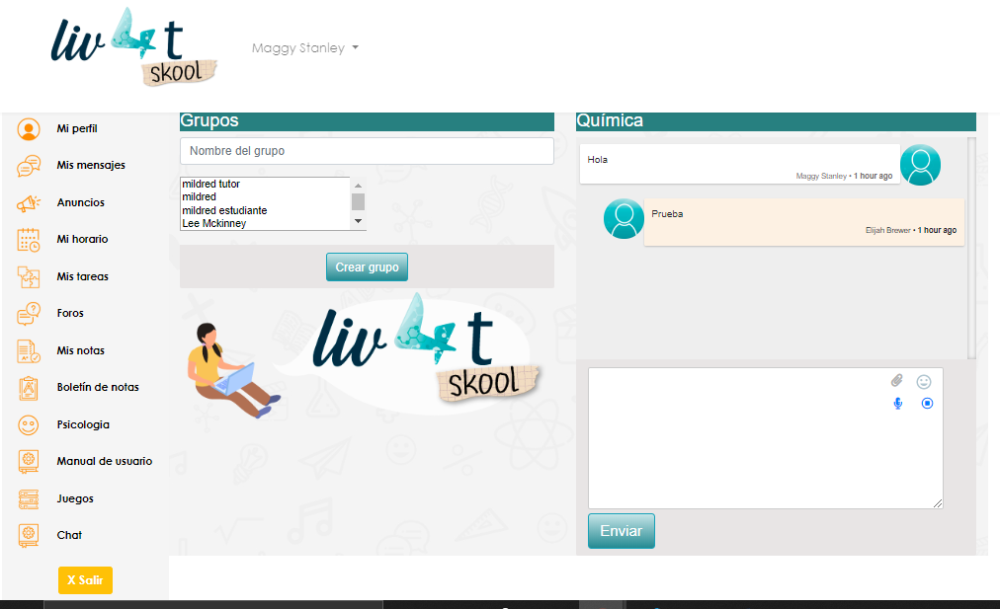 liv4t
skool
Maggy Stanley
Mi perfil
Mis mensajes
Anuncios
Mi horario
Mis tareas
Foros
Mis notas
Boletín de notas
Psicologia
Manual de usuario
Juegos
Chat
X Salir
Grupos
Nombre del grupo
mildred tutor
mildred
mildred estudiante
Lee Mckinney
Crear grupo
liv4t
skool
Química
Hola
Maggy Stanley • 1 hour ago
Prueba
Elijah Brewer • 1 hour ago
Enviar